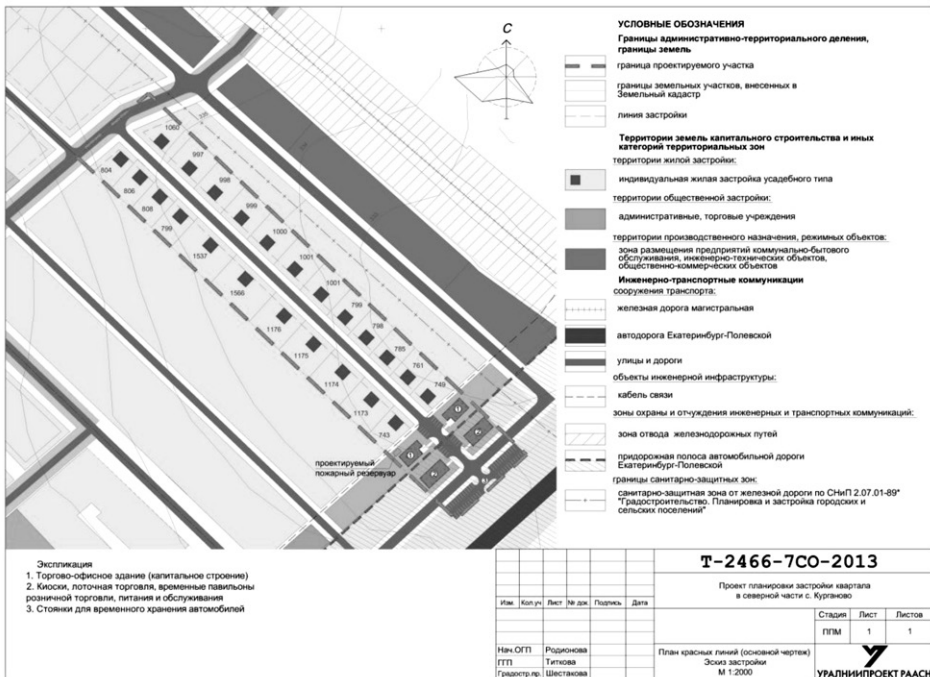 С
335
1060
997
998
999
1000
1001
1001
799
798
785
761
749
804
806
808
799
1537
1566
1176
1175
1174
1173
243
проектируемый
пожарный резервуар
УСЛОВНЫЕ ОБОЗНАЧЕНИЯ
Границы административно-территориального деления,
границы земель
граница проектируемого участка
границы земельных участков, внесенных в
Земельный кадастр
линия застройки
Территории земель капитального строительства и иных
категорий территориальных зон
территории жилой застройки:
индивидуальная жилая застройка усадебного типа
территории общественной застройки:
административные, торговые учреждения
территории производственного назначения, режимных объектов:
зона размещения предприятий коммунально-бытового
обслуживания, инженерно-технических объектов,
общественно-коммерческих объектов
Инженерно-транспортные коммуникации
сооружения транспорта:
железная дорога магистральная
автодорога Екатеринбург-Полевской
улицы и дороги
объекты инженерной инфраструктуры:
кабель связи
зоны охраны и отчуждения инженерных и транспортных коммуникаций:
зона отвода железнодорожных путей
придорожная полоса автомобильной дороги
Екатеринбург-Полевской
границы санитарно-защитных зон:
санитарно-защитная зона от железной дороги по СНиП 2.07.01-89*
"Градостроительство. Планировка и застройка городских и
сельских поселений"
Экспликация
1. Торгово-офисное здание (капитальное строение)
2. Киоски, лоточная торговля, временные павильоны
розничной торговли, питания и обслуживания
3. Стоянки для временного хранения автомобилей
Т-2466-7СО-2013
Проект планировки застройки квартала
в северной части с. Курганово
Изм. Кол.уч Лист № док. Подпись Дата
Стадия Лист Листов
ППМ 1 1
Нач.ОГП Родионова
ГГП Титкова
Градостр.пр. Шестакова
План красных линий (основной чертеж)
Эскиз застройки
М 1:2000
УРАЛНИИПРОЕКТ РААСН